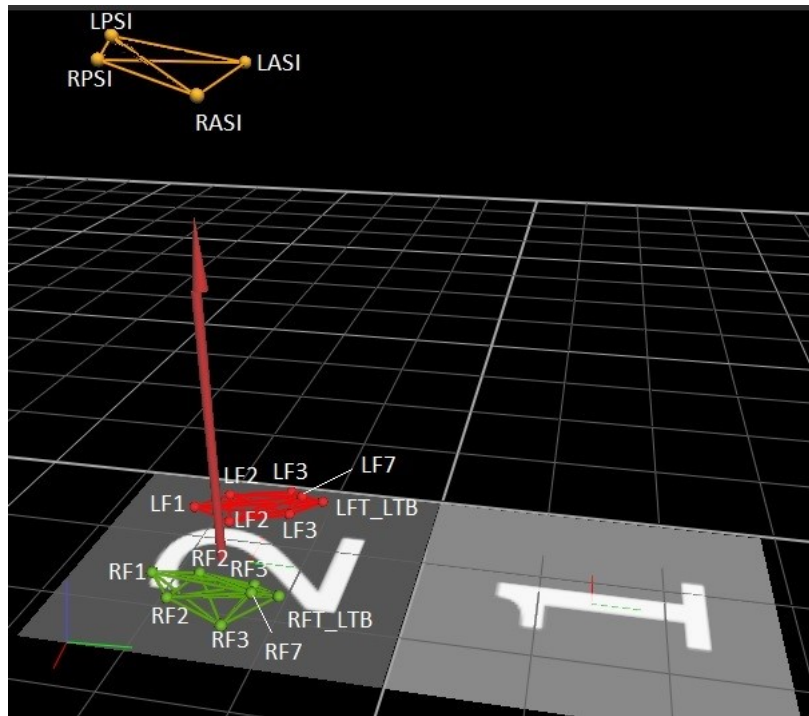 LPSI
LASI
RPSI
RASI
LF2 LF3 LF7
LF1 LFT_LTB
LF2 LF3
RF1 RF2 RF3
RF2 RFT_LTB
RF3 RF7
2 1